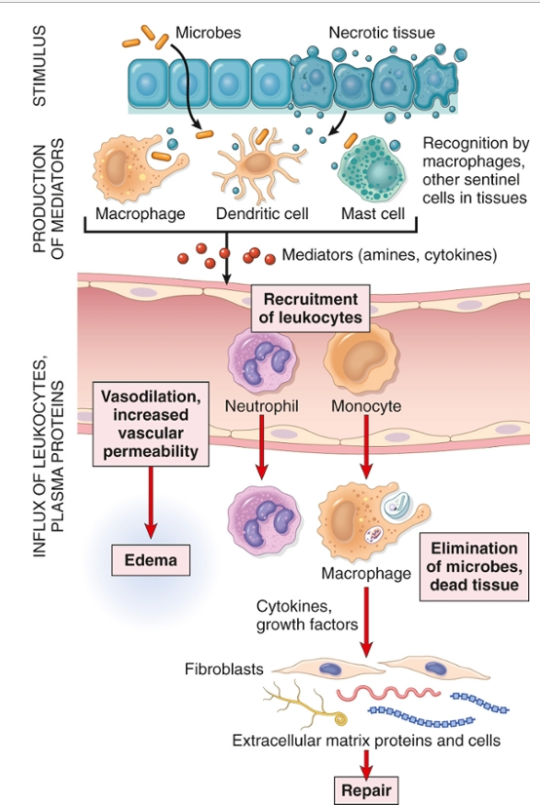 STIMULUS
Microbes
Necrotic tissue
PRODUCTION
OF MEDIATORS
Macrophage
Dendritic cell
Mast cell
Recognition by
macrophages,
other sentinel
cells in tissues
Mediators (amines, cytokines)
INFLUX OF LEUKOCYTES,
PLASMA PROTEINS
Recruitment
of leukocytes
Neutrophil
Monocyte
Vasodilation,
increased
vascular
permeability
Edema
Macrophage
Elimination
of microbes,
dead tissue
Cytokines,
growth factors
Fibroblasts
Extracellular matrix proteins and cells
Repair